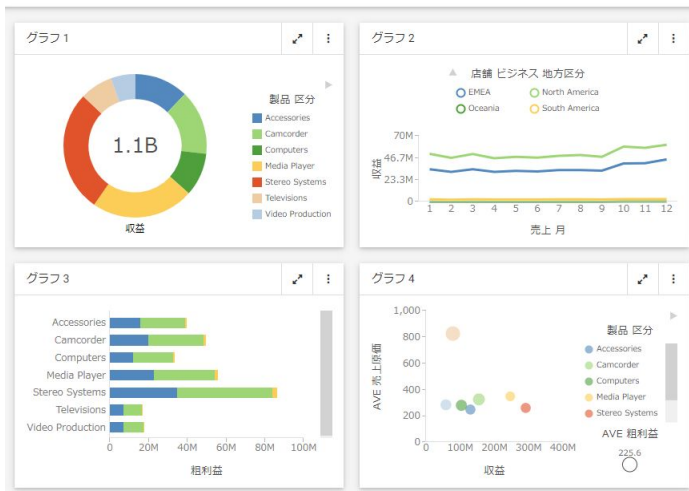 グラフ 1
製品 区分
Accessories
Camcorder
Computers
Media Player
Stereo Systems
Televisions
Video Production
1.1B
収益
グラフ 2
店舗 ビジネス 地方区分
EMEA
North America
Oceania
South America
収益
70M
46.7M
23.3M
0
1 2 3 4 5 6 7 8 9 10 11 12
売上 月
グラフ 3
Accessories
Camcorder
Computers
Media Player
Stereo Systems
Televisions
Video Production
0 20M 40M 60M 80M 100M
粗利益
グラフ 4
AVE 売上原価
1,000
800
600
400
200
0
0 100M 200M 300M 400M
収益
製品 区分
Accessories
Camcorder
Computers
Media Player
Stereo Systems
AVE 粗利益
225.6